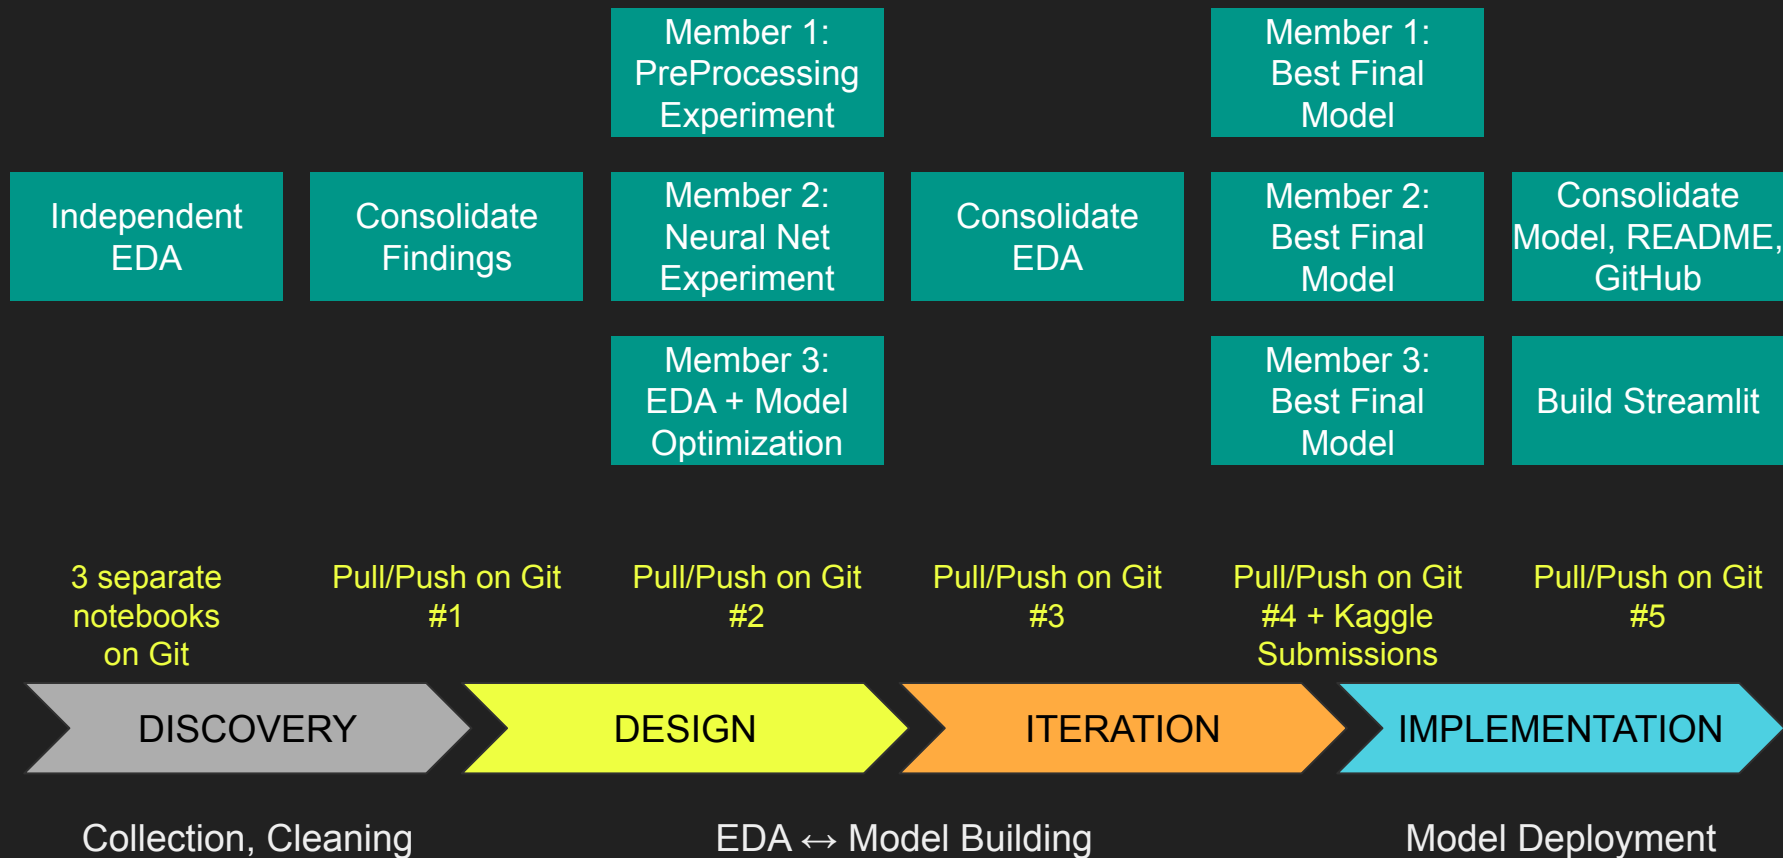 Member 1:
PreProcessing
Experiment
Member 1:
Best Final
Model
Independent
EDA
Consolidate
Findings
Member 2:
Neural Net
Experiment
Consolidate
EDA
Member 2:
Best Final
Model
Consolidate
Model, README,
GitHub
Member 3:
EDA + Model
Optimization
Member 3:
Best Final
Model
Build Streamlit
3 separate
notebooks
on Git
Pull/Push on Git
#1
Pull/Push on Git
#2
Pull/Push on Git
#3
Pull/Push on Git
#4 + Kaggle
Submissions
Pull/Push on Git
#5
DISCOVERY
DESIGN
ITERATION
IMPLEMENTATION
Collection, Cleaning
EDA ↔ Model Building
Model Deployment